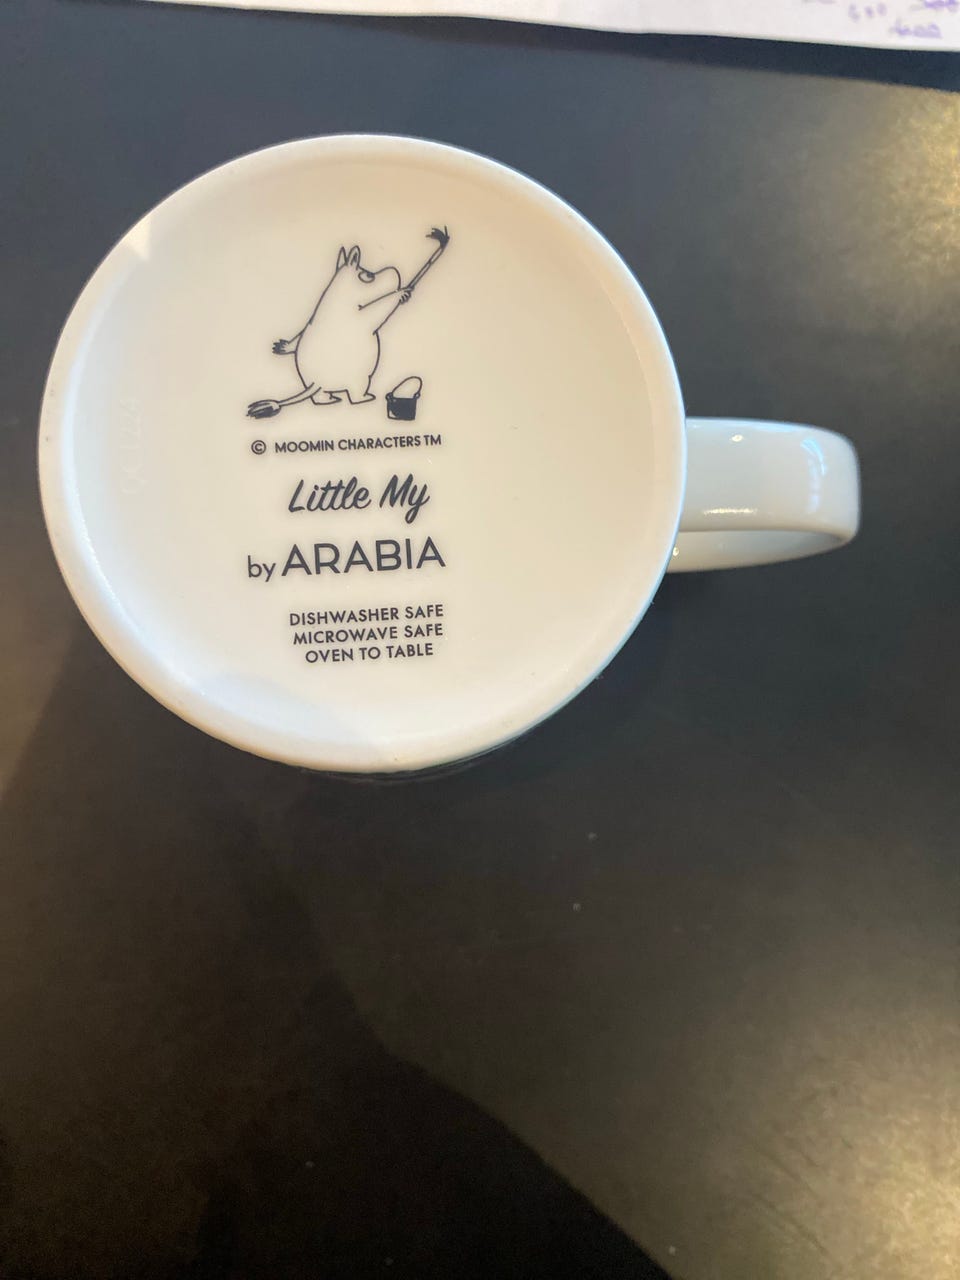 © MOOMIN CHARACTERS TM
Little My
by ARABIA
DISHWASHER SAFE
MICROWAVE SAFE
OVEN TO TABLE